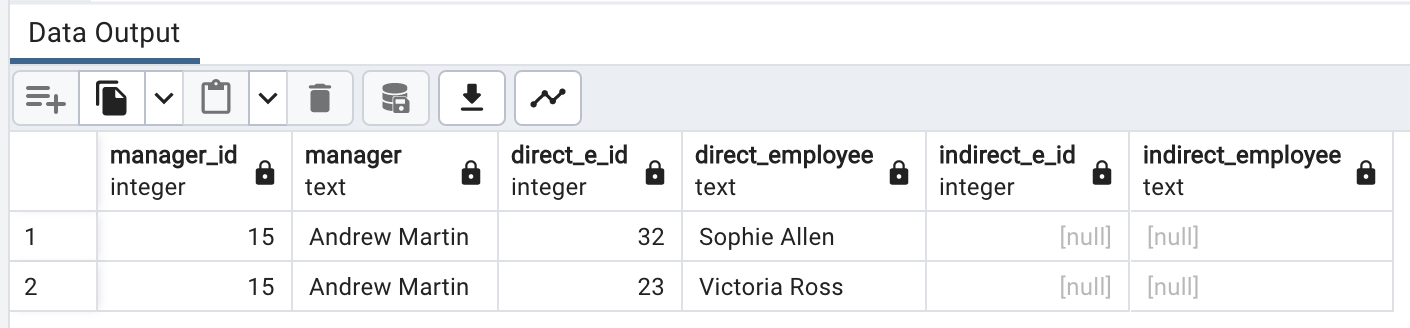 Data Output
manager_id manager direct_e_id direct_employee indirect_e_id indirect_employee
integer text integer text integer text
1 15 Andrew Martin 32 Sophie Allen [null] [null]
2 15 Andrew Martin 23 Victoria Ross [null] [null]